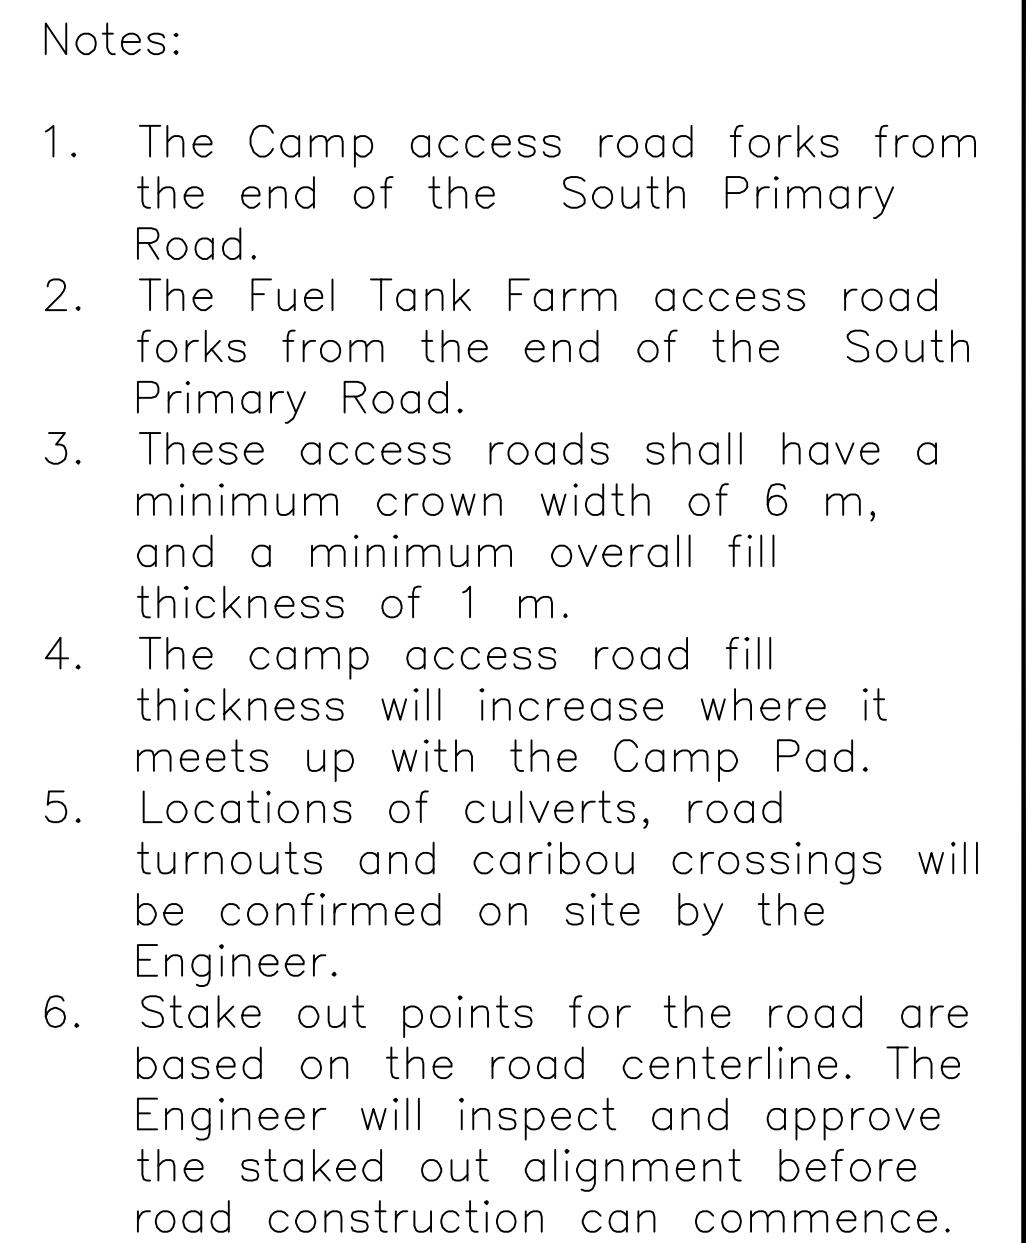 Notes:
1. The Camp access road forks from
the end of the South Primary
Road.
2. The Fuel Tank Farm access road
forks from the end of the South
Primary Road.
3. These access roads shall have a
minimum crown width of 6 m,
and a minimum overall fill
thickness of 1 m.
4. The camp access road fill
thickness will increase where it
meets up with the Camp Pad.
5. Locations of culverts, road
turnouts and caribou crossings will
be confirmed on site by the
Engineer.
6. Stake out points for the road are
based on the road centerline. The
Engineer will inspect and approve
the staked out alignment before
road construction can commence.